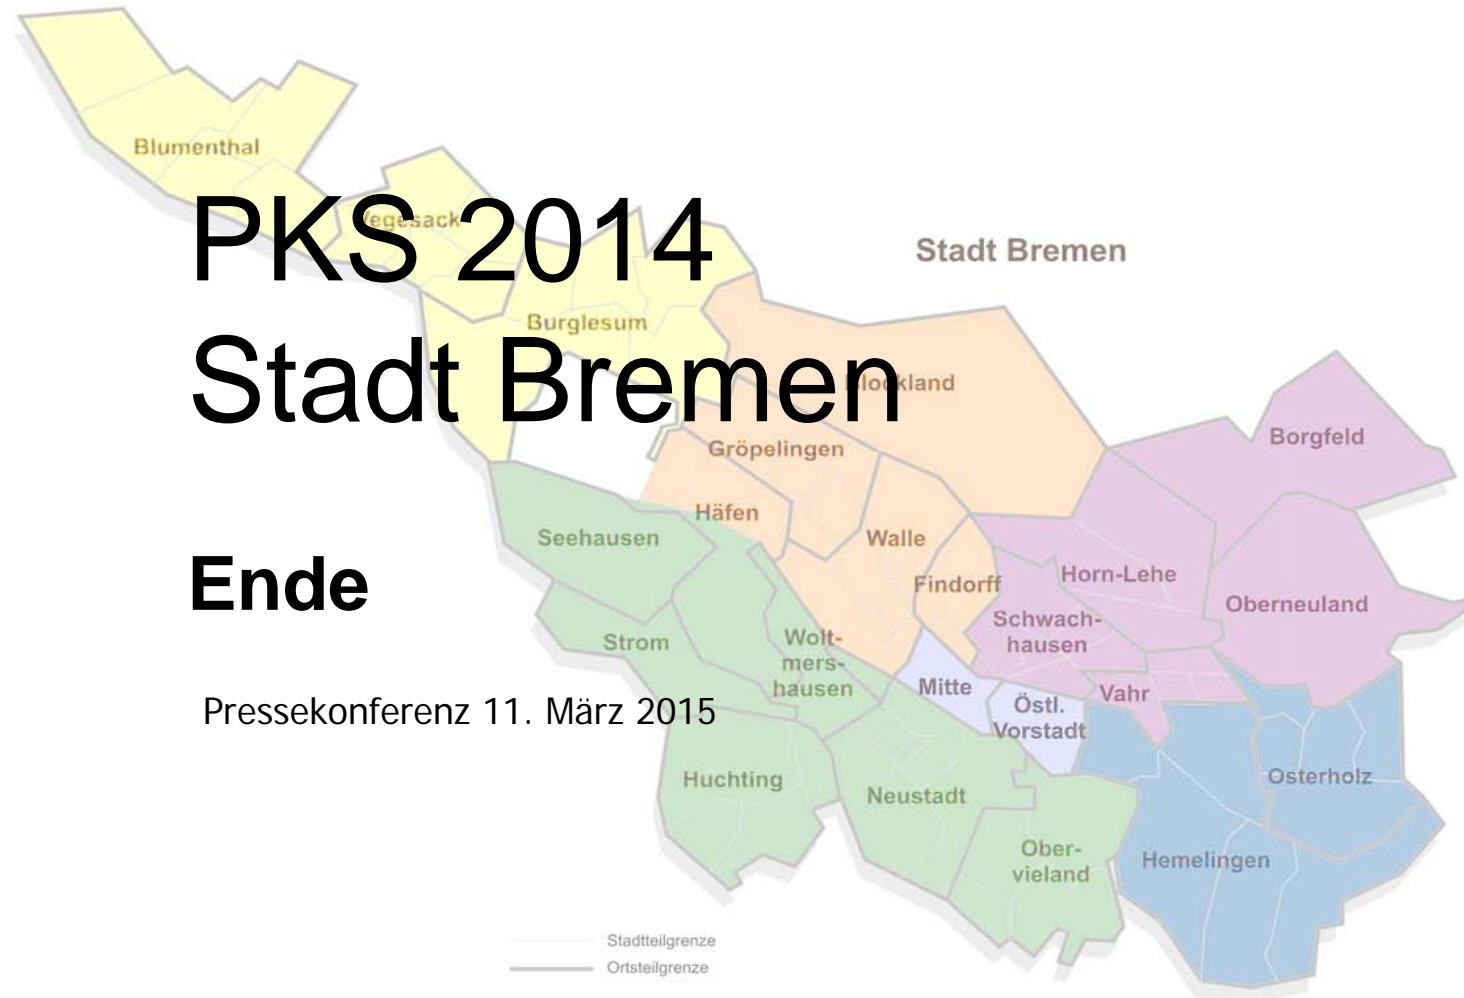 Blumenthal
Vegesack
PKS 2014
Stadt Bremen
Burglesum
Stadt Bremen
Blockland
Borgfeld
Gröpelingen
Häfen
Seehausen
Walle
Ende
Findorff
Horn-Lehe
Oberneuland
Schwach-
hausen
Strom
Wolt-
mers-
hausen
Mitte
Östl.
Vorstadt
Vahr
Pressekonferenz 11. März 2015
Huchting
Neustadt
Osterholz
Ober-
vieland
Hemelingen
Stadtteilgrenze
Ortsteilgrenze